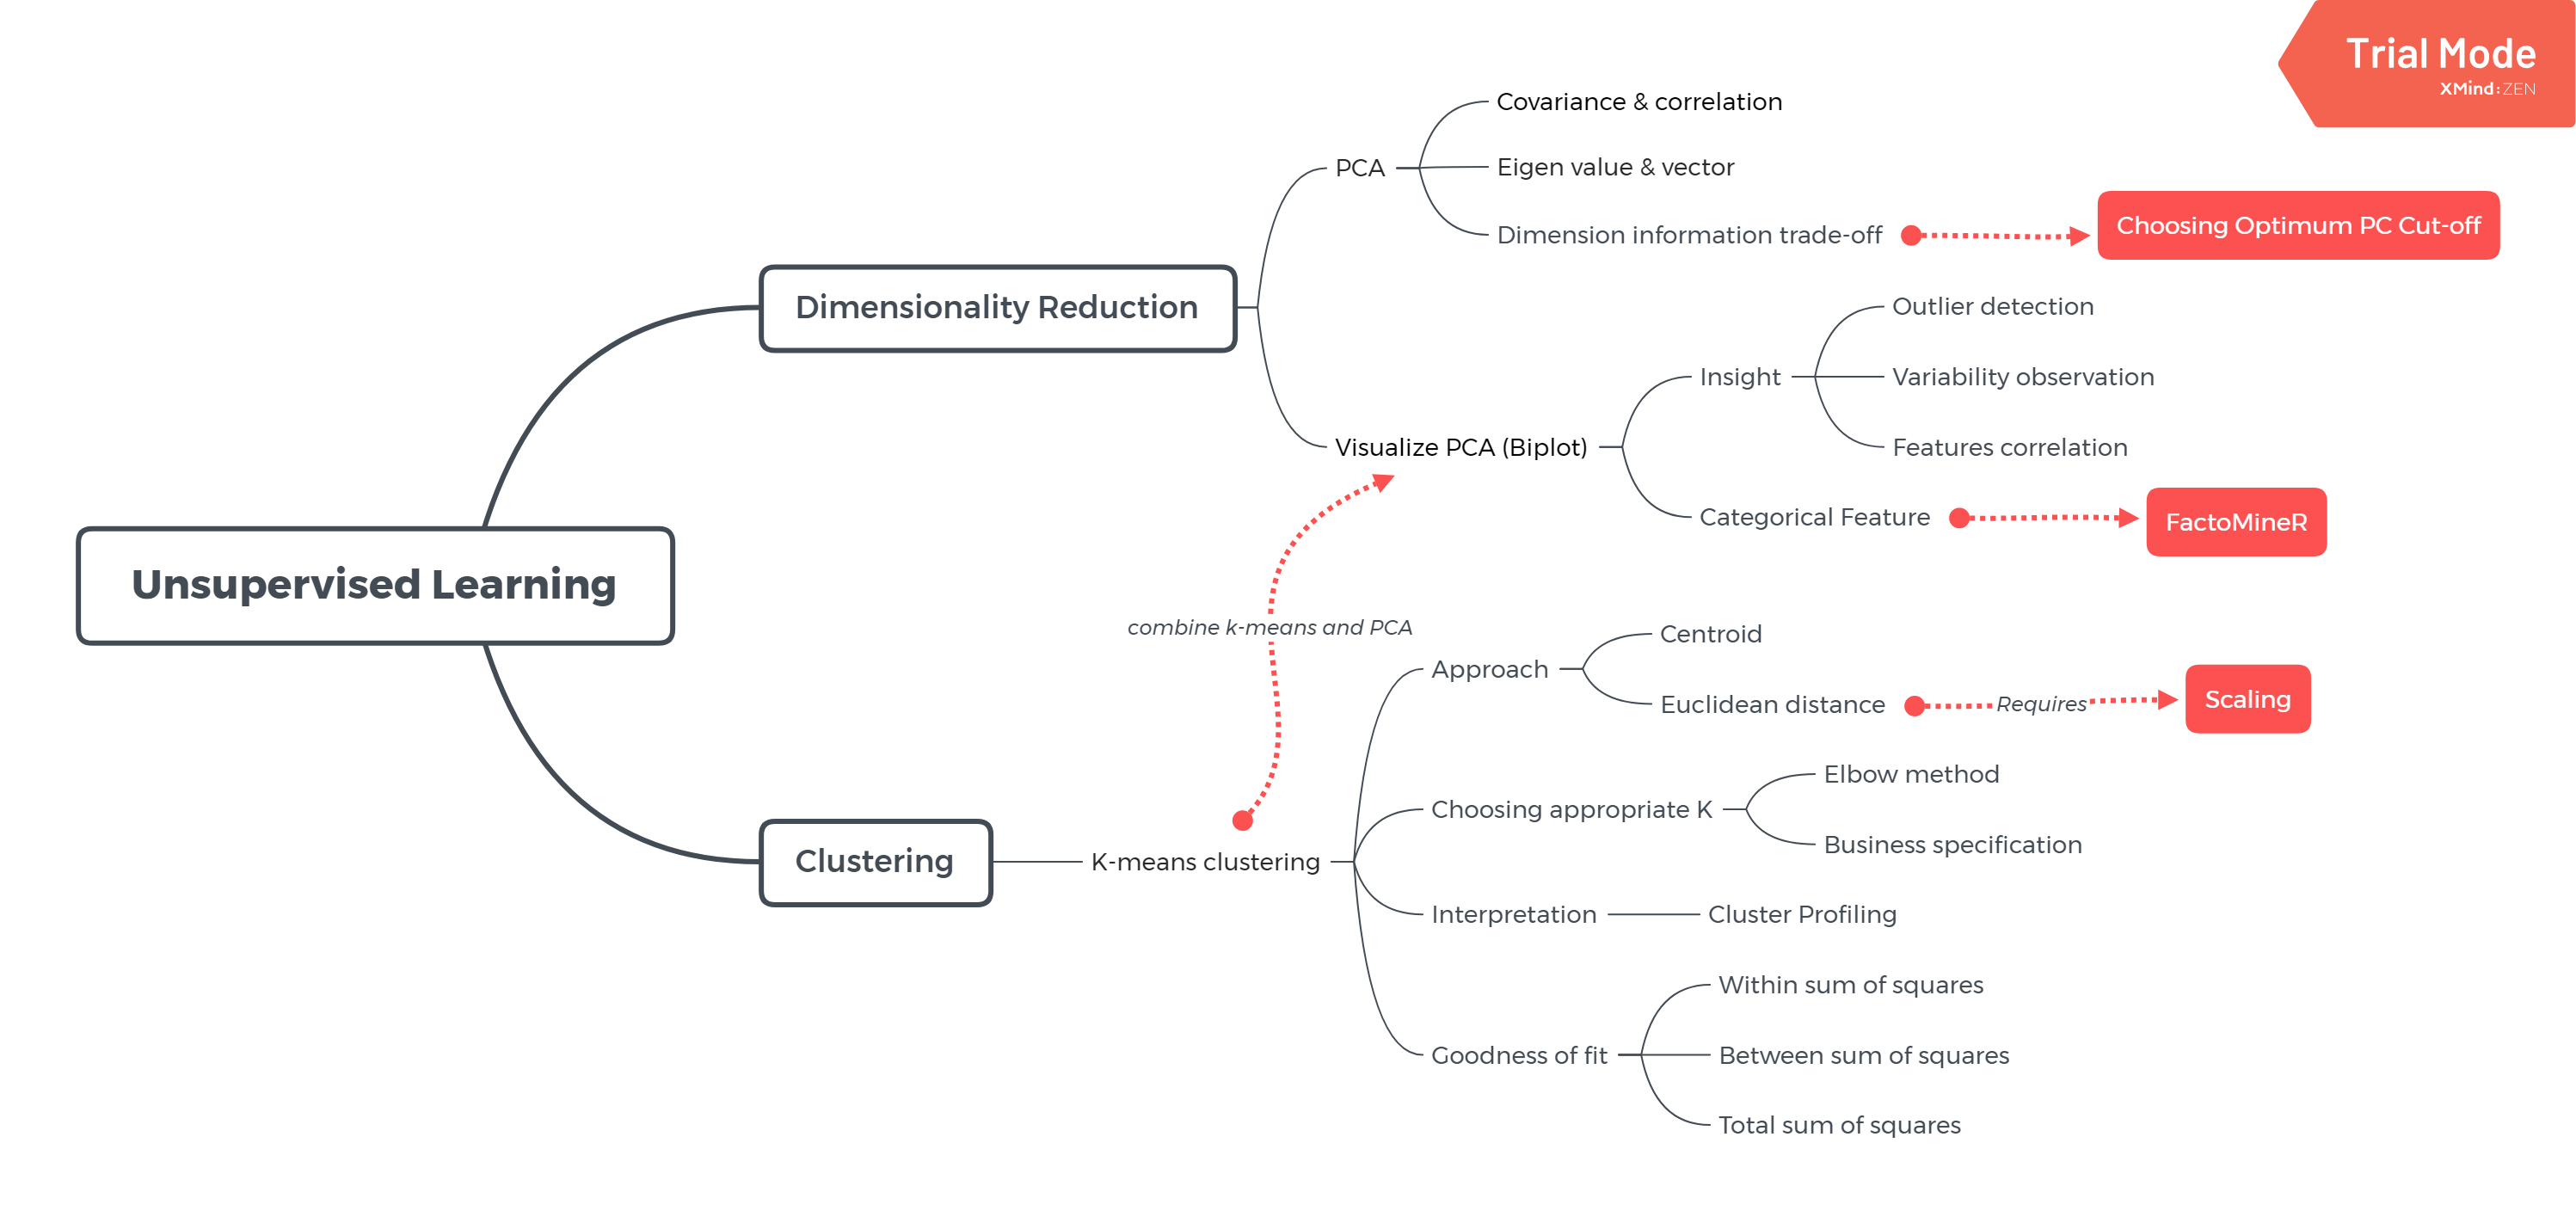 Trial Mode
XMind:ZEN
Unsupervised Learning
Dimensionality Reduction
PCA
Covariance & correlation
Eigen value & vector
Dimension information trade-off
Choosing Optimum PC Cut-off
Visualize PCA (Biplot)
Insight
Outlier detection
Variability observation
Features correlation
Categorical Feature
FactoMineR
combine k-means and PCA
Clustering
K-means clustering
Approach
Centroid
Euclidean distance
Requires
Scaling
Choosing appropriate K
Elbow method
Business specification
Interpretation
Cluster Profiling
Goodness of fit
Within sum of squares
Between sum of squares
Total sum of squares